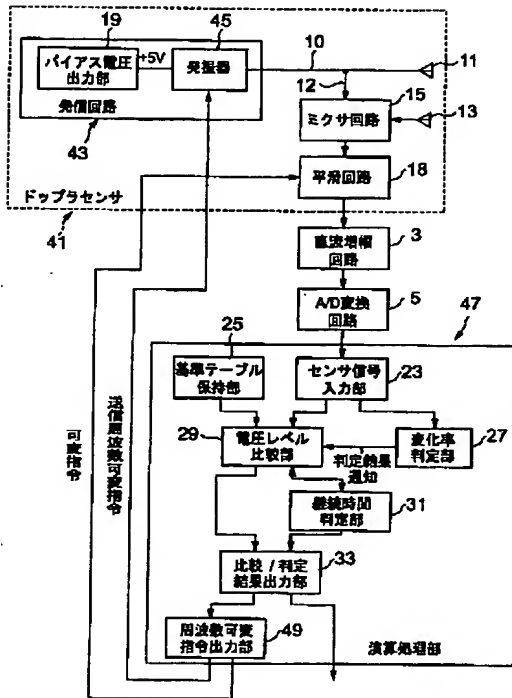 19
45
バイアス電圧
出力部
+5V
発振器
10
11
12
15
発信回路
ミクサ回路
13
43
平滑回路
18
ドップラセンサ
41
直流増幅
回路
3
A/D変換
回路
5
47
25
基準テーブル
保持部
センサ信号
入力部
23
可変指令
送信周波数可変指令
29
電圧レベル
比較部
変化率
判定部
27
判定結果
通知
継続時間
判定部
31
比較/判定
結果出力部
33
周波数可変
指令出力部
49
演算処理部